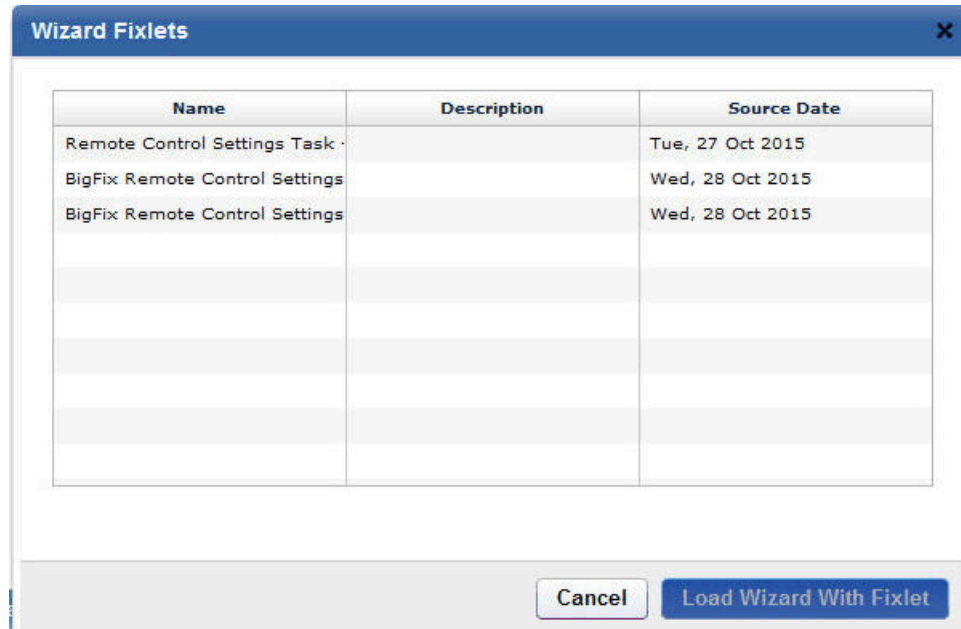 Wizard Fixlets
Name Description Source Date
Remote Control Settings Task Tue, 27 Oct 2015
BigFix Remote Control Settings Wed, 28 Oct 2015
BigFix Remote Control Settings Wed, 28 Oct 2015
Cancel Load Wizard With Fixlet